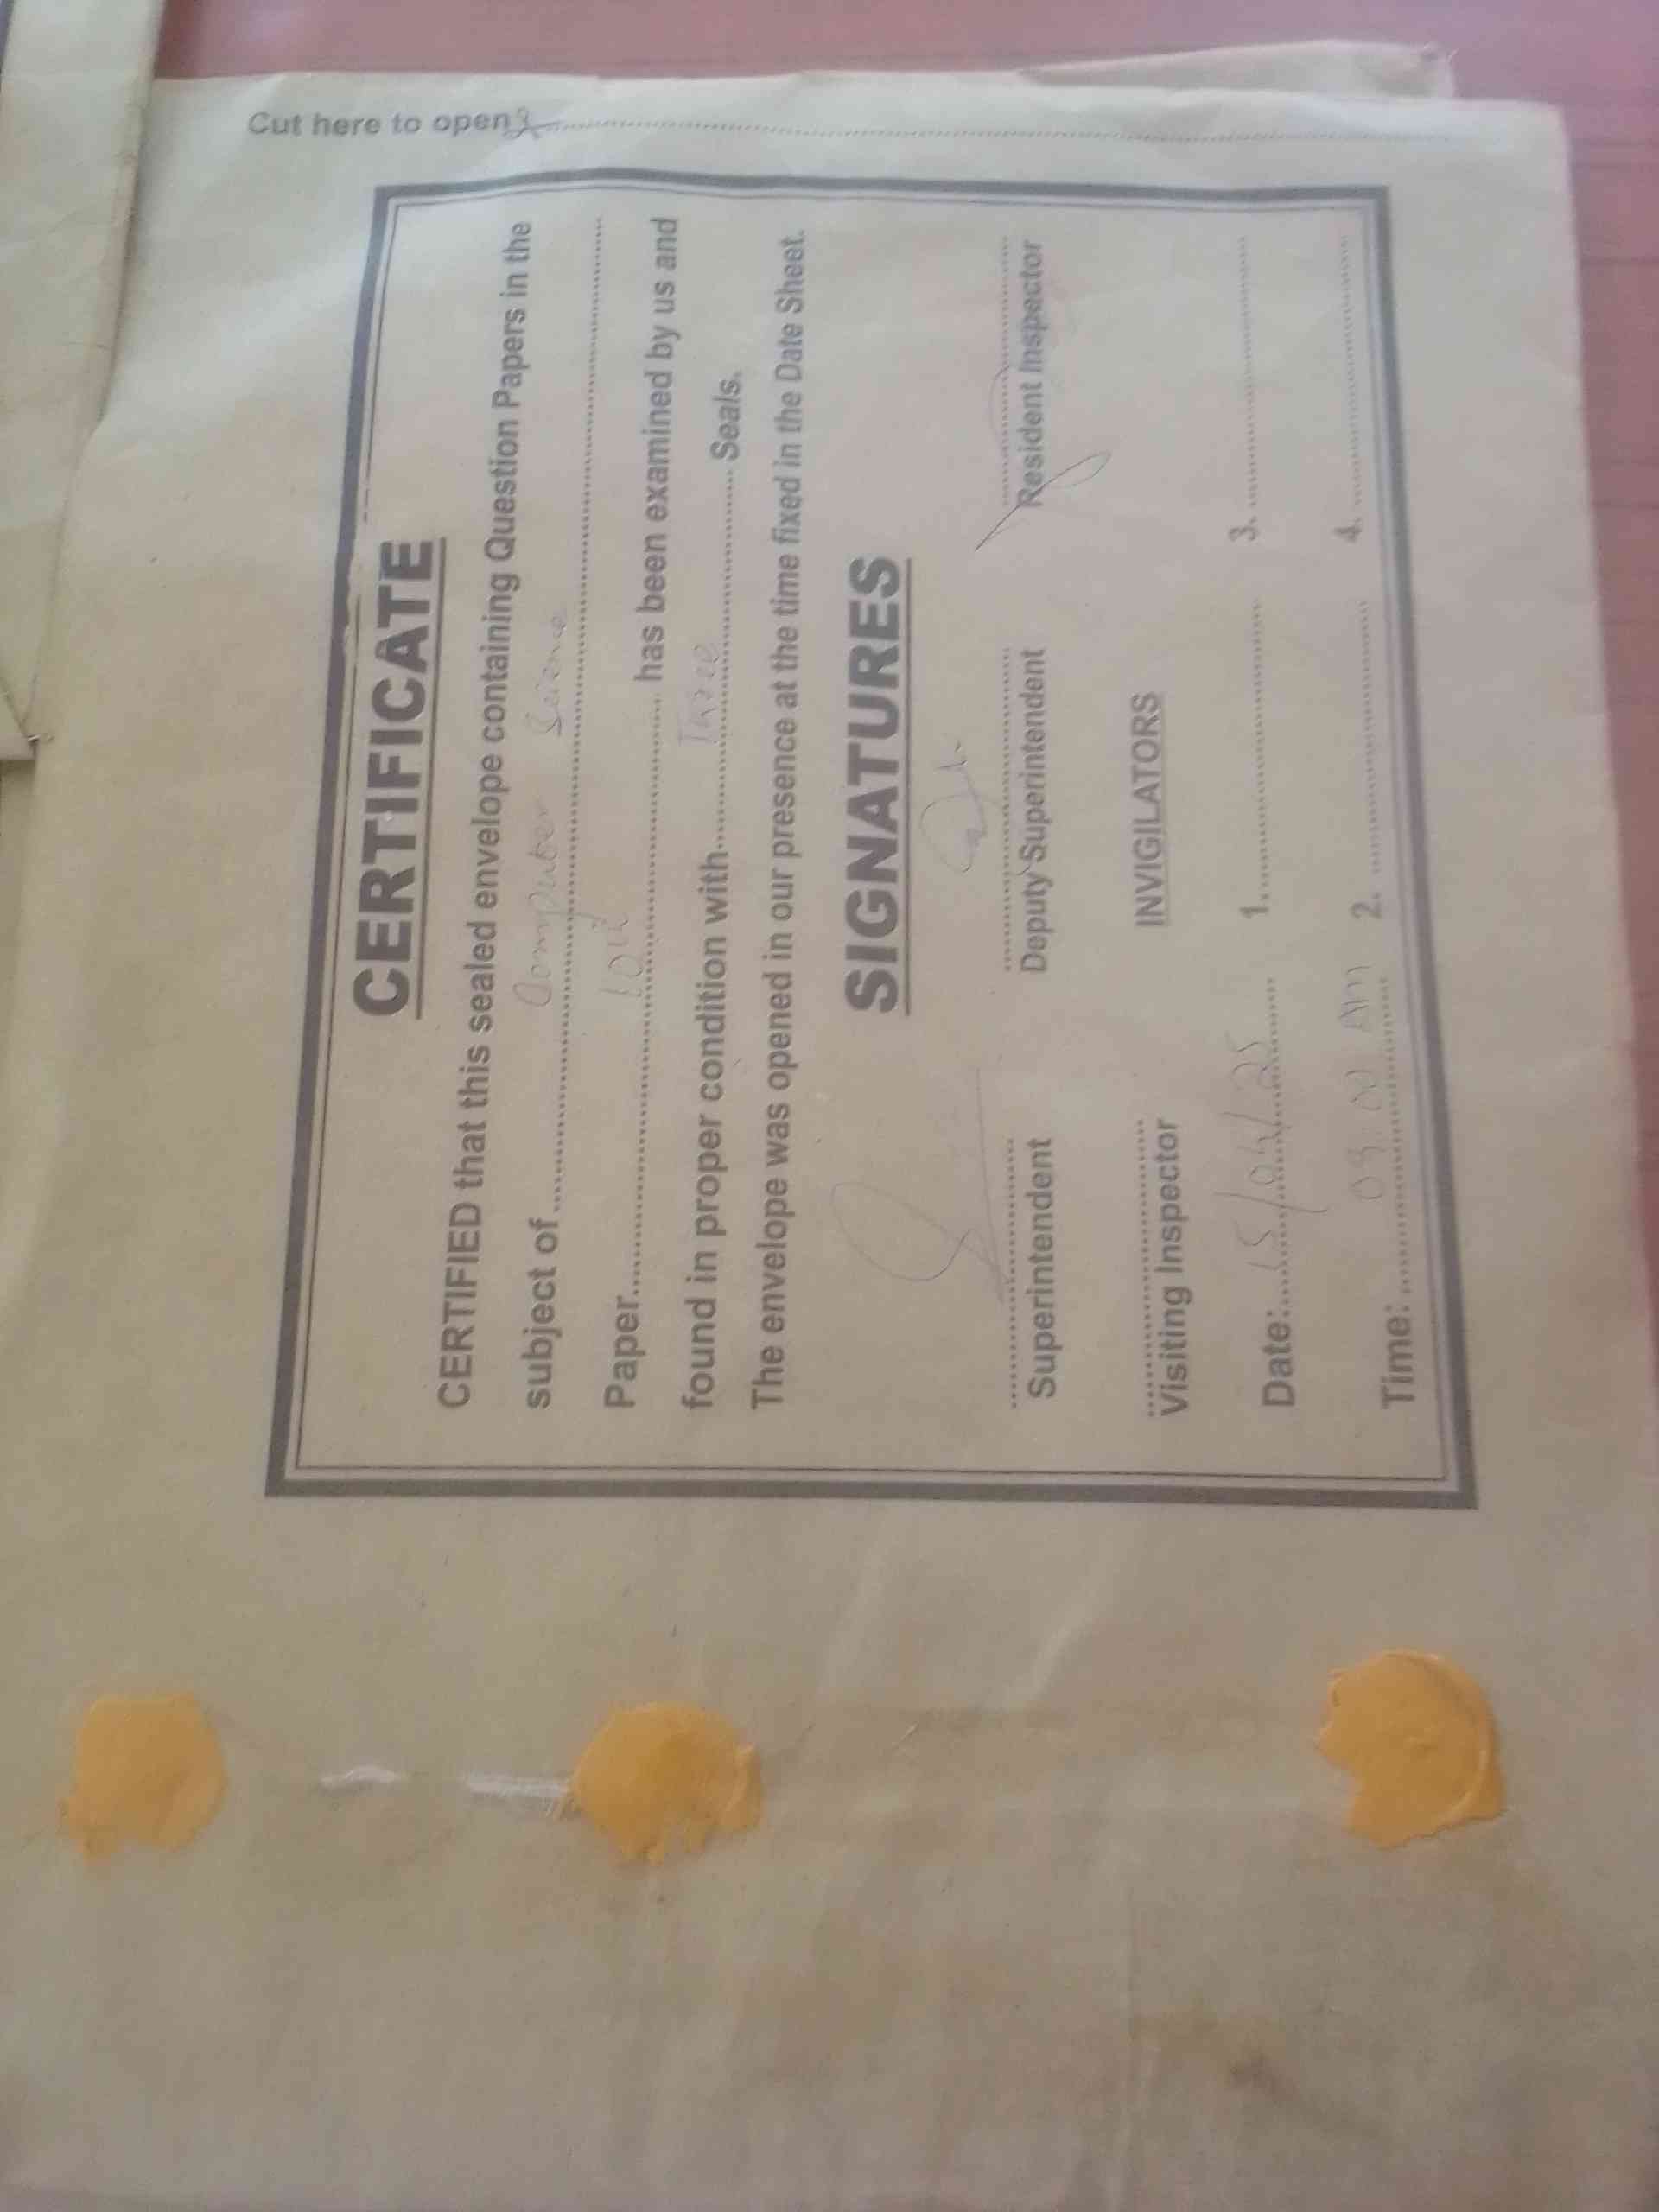 Cut here to open
CERTIFICATE
CERTIFIED that this sealed envelope containing Question Papers in the
subject of.......... Computer Science ..........
Paper.......... 10th .......... has been examined by us and
found in proper condition with.......... Three .......... Seals.
The envelope was opened in our presence at the time fixed in the Date Sheet.
SIGNATURES
Superintendent Deputy Superintendent Resident Inspector
Visiting Inspector INVIGILATORS
Date:.... 15/04/25 .... 1. .......... 3. ..........
Time:.... 09:00 AM .... 2. .......... 4. ..........